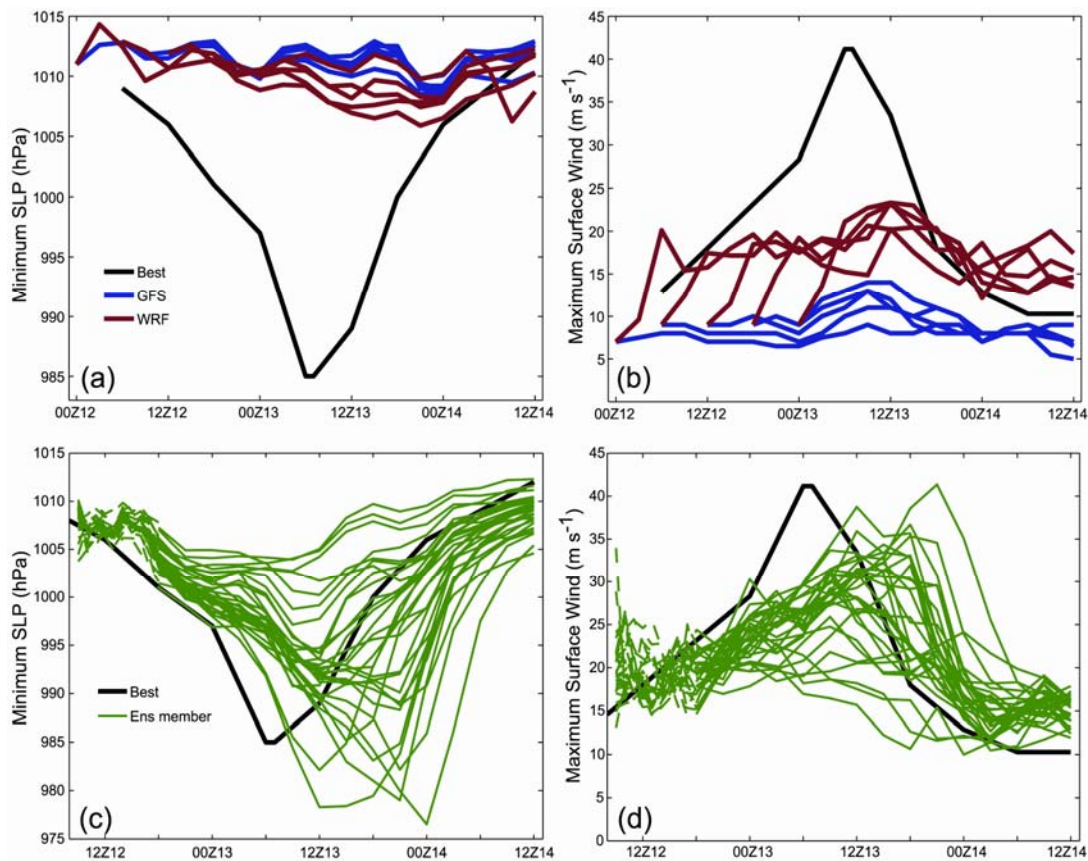 1015
1010
1005
1000
995
990
985
Minimum SLP (hPa)
Best
GFS
WRF
(a)
00Z12
12Z12
00Z13
12Z13
00Z14
12Z14
45
40
35
30
25
20
15
10
5
Maximum Surface Wind (m s⁻¹)
(b)
00Z12
12Z12
00Z13
12Z13
00Z14
12Z14
1015
1010
1005
1000
995
990
985
980
975
Minimum SLP (hPa)
Best
Ens member
(c)
12Z12
00Z13
12Z13
00Z14
12Z14
45
40
35
30
25
20
15
10
5
0
Maximum Surface Wind (m s⁻¹)
(d)
12Z12
00Z13
12Z13
00Z14
12Z14